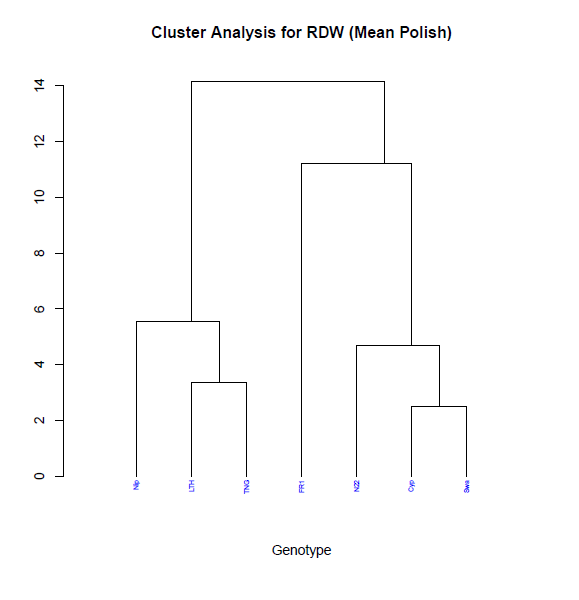 Cluster Analysis for RDW (Mean Polish)
14
12
10
8
6
4
2
0
Nip
LTH
TNG
FR1
N22
Cyp
Swa
Genotype